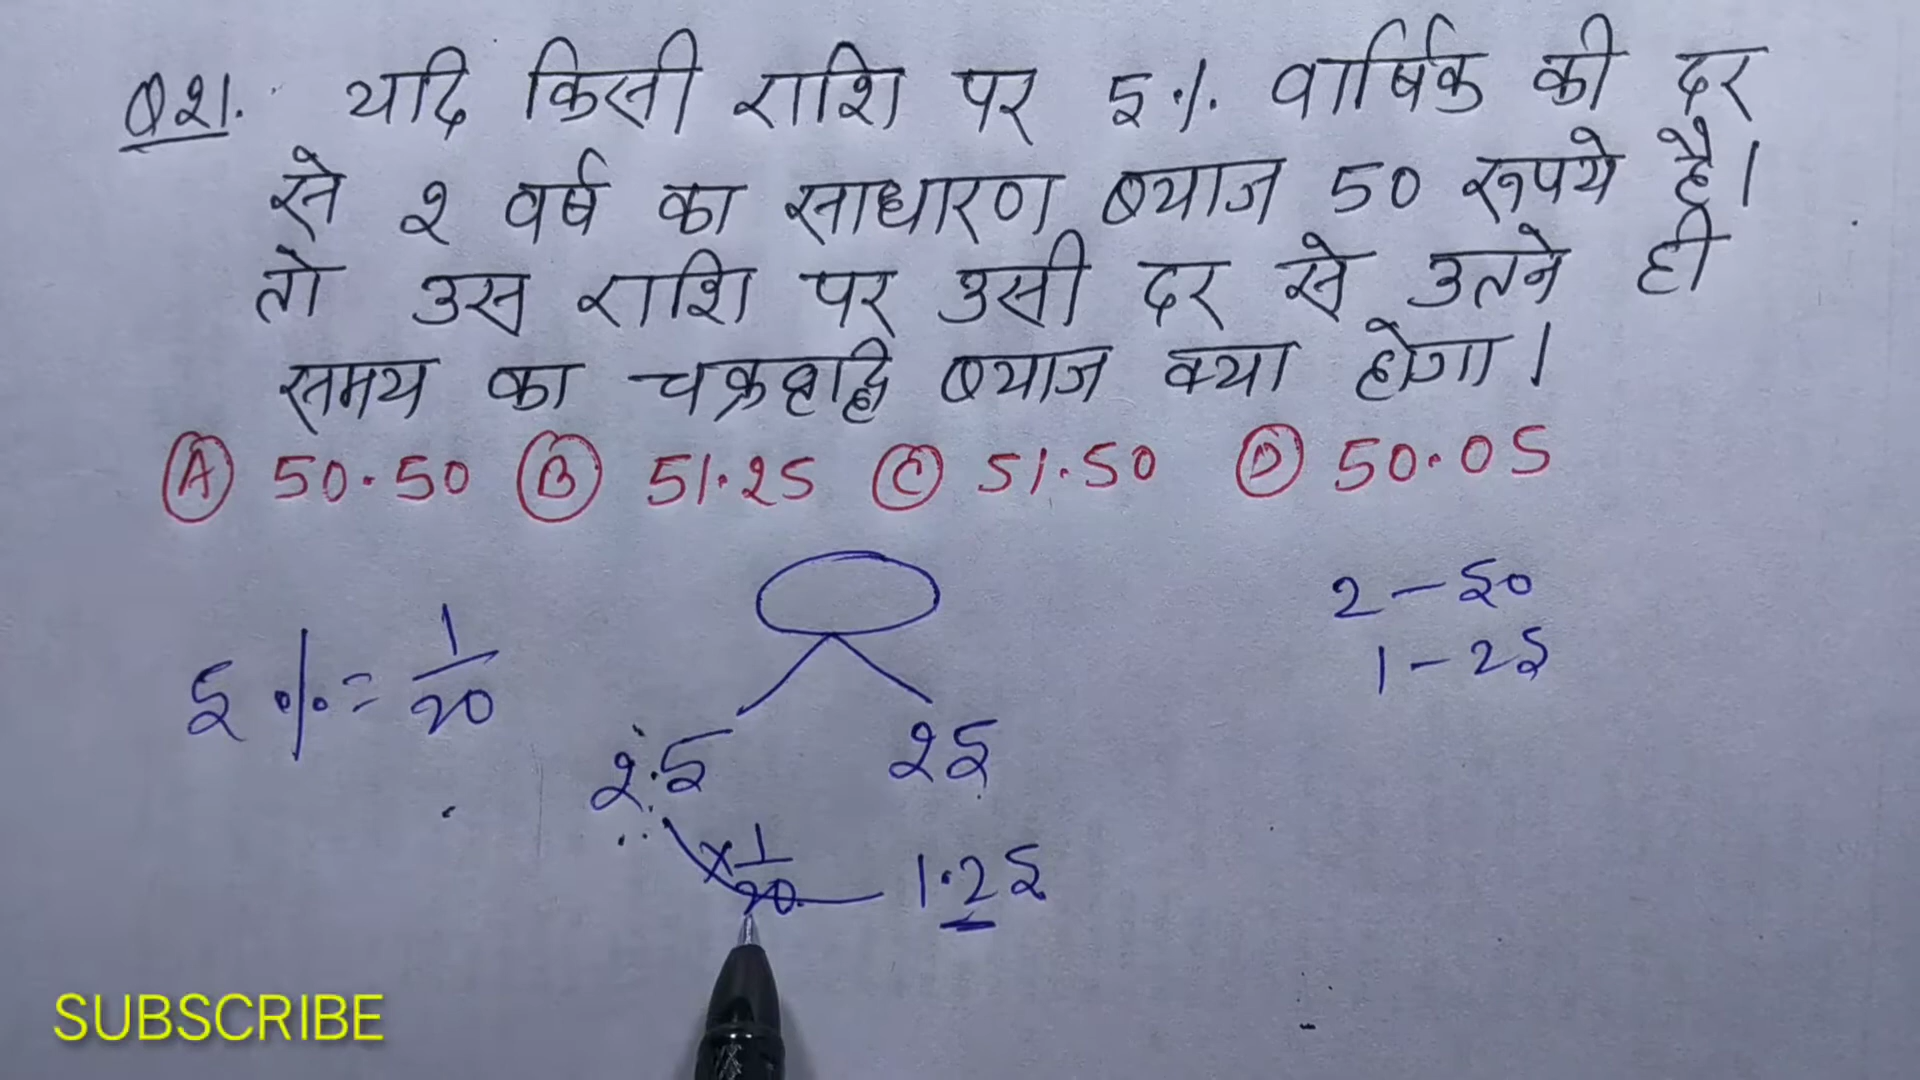 Q21. यदि किसी राशि पर 5% वार्षिक की दर
से 2 वर्ष का साधारण ब्याज 50 रूपये है।
तो उस राशि पर उसी दर से उतने ही
समय का चक्रवृद्धि ब्याज क्या होगा।
(A) 50.50 (B) 51.25 (C) 51.50 (D) 50.05
2 - 50
1 - 25
5% = 1/20
2.5 25
× 1/20 1.25
SUBSCRIBE